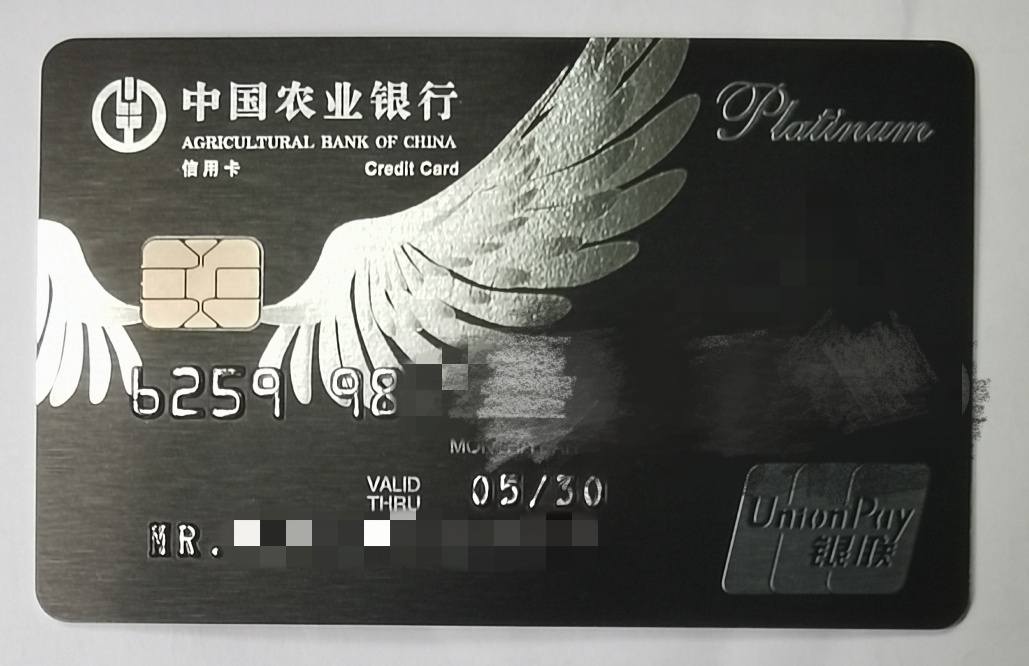 中国农业银行
AGRICULTURAL BANK OF CHINA
信用卡 Credit Card
Platinum
6259 98
VALID THRU 05/30
MR.
UnionPay
银联